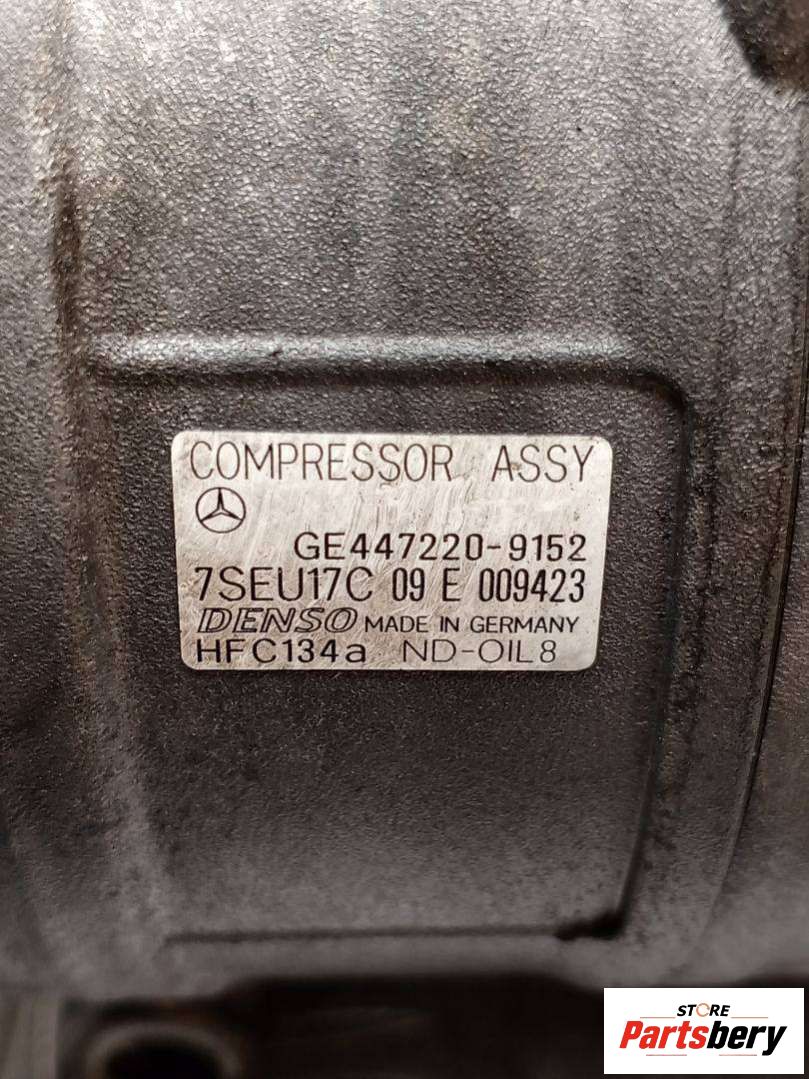 COMPRESSOR ASSY
GE447220-9152
7SEU17C 09 E 009423
DENSO MADE IN GERMANY
HFC134a ND-OIL8
STORE
Partsbery